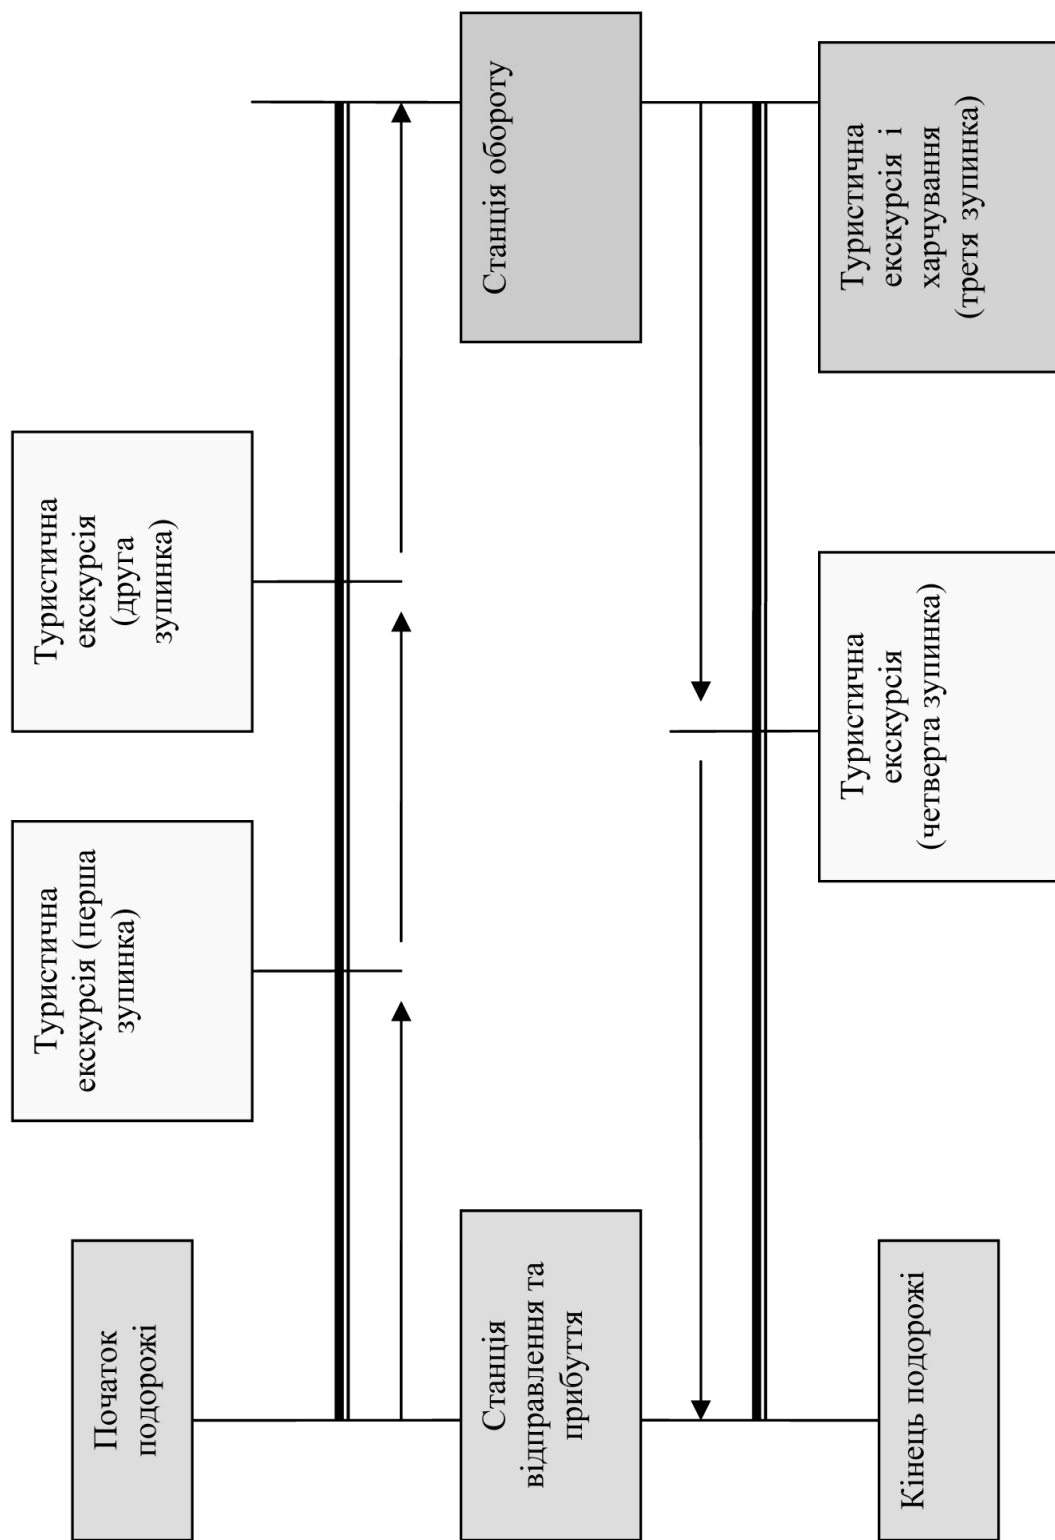 Початок
подорожі
Туристична
екскурсія (перша
зупинка)
Туристична
екскурсія
(друга
зупинка)
Станція
відправлення та
прибуття
Станція обороту
Кінець подорожі
Туристична
екскурсія
(четверта зупинка)
Туристична
екскурсія і
харчування
(третя зупинка)